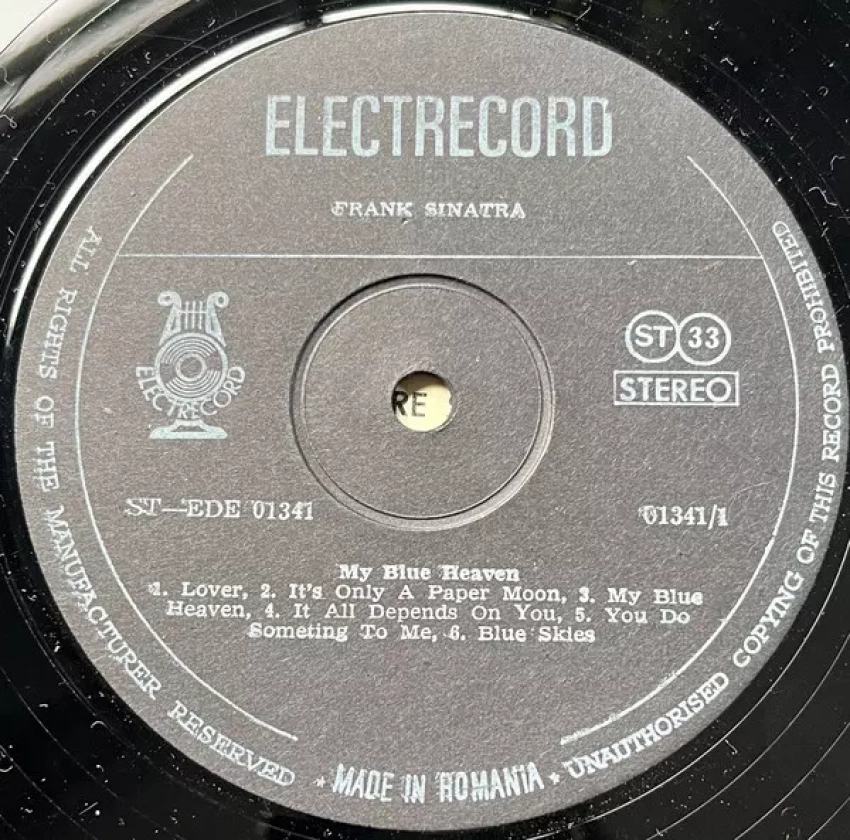 ELECTRECORD
FRANK SINATRA
ELECTRECORD
ST 33
STEREO
RE
ST—EDE 01341
01341/1
My Blue Heaven
1. Lover, 2. It's Only A Paper Moon, 3. My Blue
Heaven, 4. It All Depends On You, 5. You Do
Someting To Me, 6. Blue Skies
ALL RIGHTS OF THE MANUFACTURER RESERVED * MADE IN ROMANIA * UNAUTHORISED COPYING OF THIS RECORD PROHIBITED